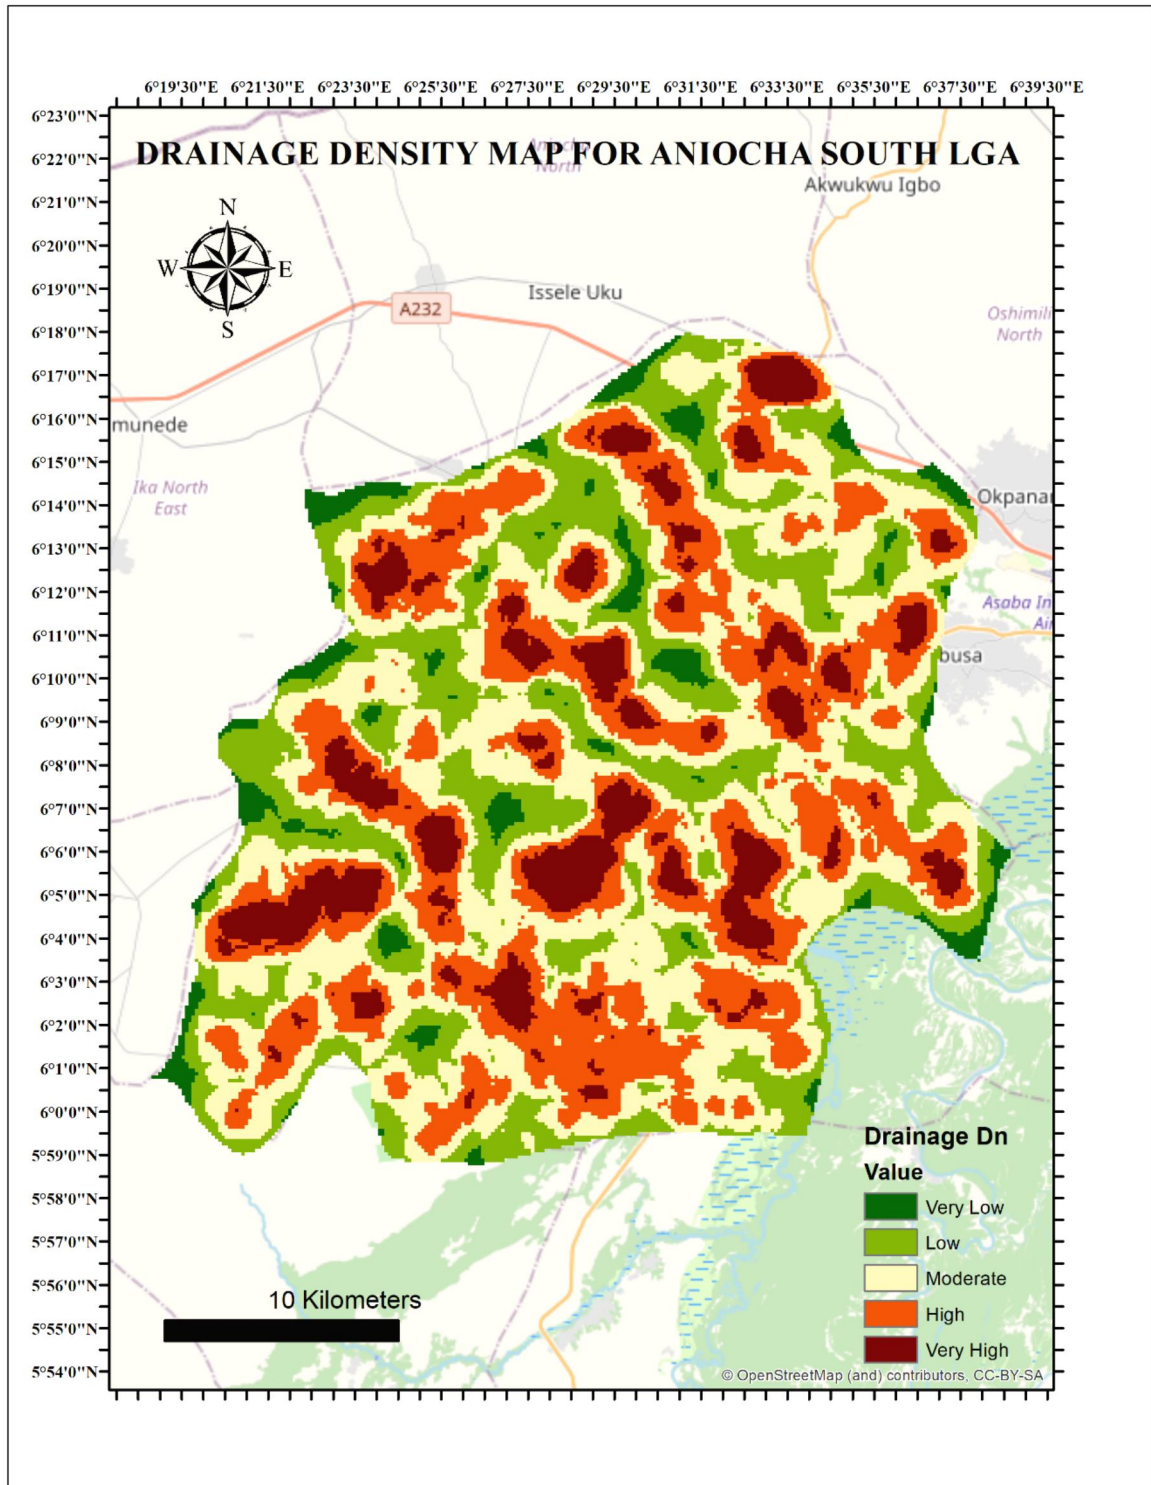 6°19'30"E 6°21'30"E 6°23'30"E 6°25'30"E 6°27'30"E 6°29'30"E 6°31'30"E 6°33'30"E 6°35'30"E 6°37'30"E 6°39'30"E
6°23'0"N
DRAINAGE DENSITY MAP FOR ANIOCHA SOUTH LGA
Aniocha
North
6°22'0"N
Akwukwu Igbo
6°21'0"N
N
6°20'0"N
W E
6°19'0"N
Issele Uku
A232
S
Oshimili
North
6°18'0"N
6°17'0"N
6°16'0"N
munede
6°15'0"N
Ika North
East
Okpanam
6°14'0"N
6°13'0"N
6°12'0"N
Asaba In
Air
6°11'0"N
busa
6°10'0"N
6°9'0"N
6°8'0"N
6°7'0"N
6°6'0"N
6°5'0"N
6°4'0"N
6°3'0"N
6°2'0"N
6°1'0"N
6°0'0"N
5°59'0"N
5°58'0"N
5°57'0"N
5°56'0"N
5°55'0"N
5°54'0"N
Drainage Dn
Value
Very Low
Low
Moderate
High
Very High
10 Kilometers
© OpenStreetMap (and) contributors, CC-BY-SA